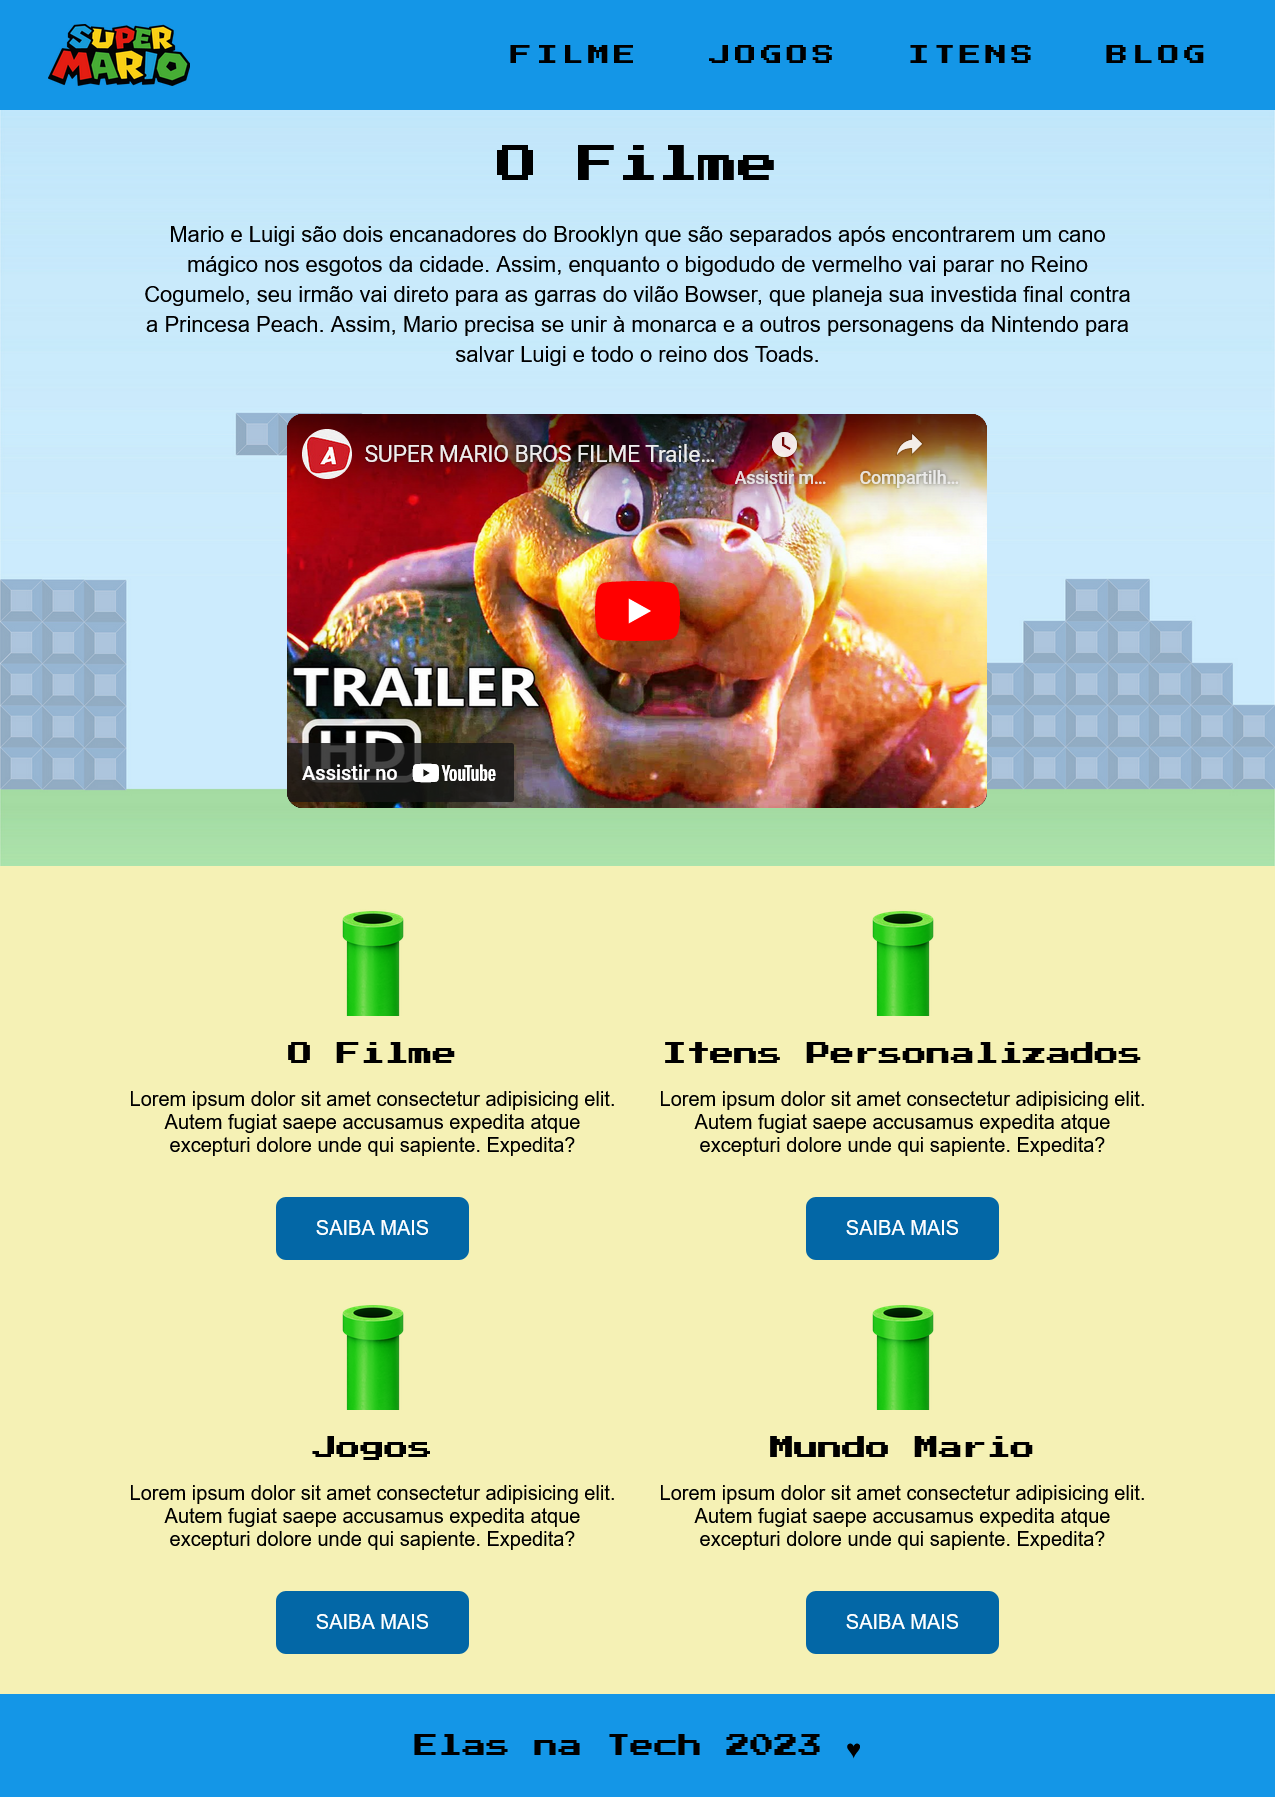 SUPER
MARIO
FILME JOGOS ITENS BLOG
O Filme
Mario e Luigi são dois encanadores do Brooklyn que são separados após encontrarem um cano
mágico nos esgotos da cidade. Assim, enquanto o bigodudo de vermelho vai parar no Reino
Cogumelo, seu irmão vai direto para as garras do vilão Bowser, que planeja sua investida final contra
a Princesa Peach. Assim, Mario precisa se unir à monarca e a outros personagens da Nintendo para
salvar Luigi e todo o reino dos Toads.
A
SUPER MARIO BROS FILME Traile...
Assistir m...
Compartilh...
TRAILER
HD
Assistir no YouTube
O Filme
Lorem ipsum dolor sit amet consectetur adipisicing elit.
Autem fugiat saepe accusamus expedita atque
excepturi dolore unde qui sapiente. Expedita?
SAIBA MAIS
Itens Personalizados
Lorem ipsum dolor sit amet consectetur adipisicing elit.
Autem fugiat saepe accusamus expedita atque
excepturi dolore unde qui sapiente. Expedita?
SAIBA MAIS
Jogos
Lorem ipsum dolor sit amet consectetur adipisicing elit.
Autem fugiat saepe accusamus expedita atque
excepturi dolore unde qui sapiente. Expedita?
SAIBA MAIS
Mundo Mario
Lorem ipsum dolor sit amet consectetur adipisicing elit.
Autem fugiat saepe accusamus expedita atque
excepturi dolore unde qui sapiente. Expedita?
SAIBA MAIS
Elas na Tech 2023 ♥